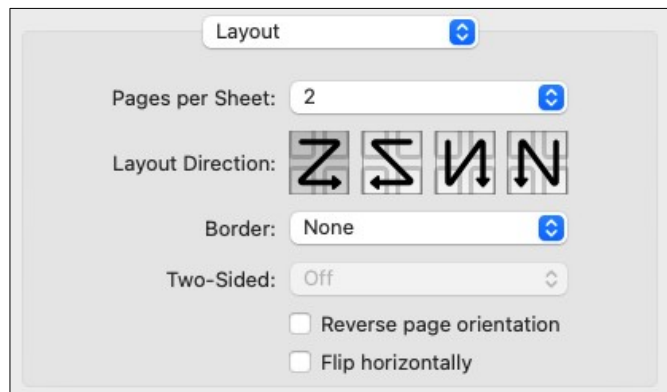 Layout
Pages per Sheet: 2
Layout Direction:
Border: None
Two-Sided: Off
Reverse page orientation
Flip horizontally